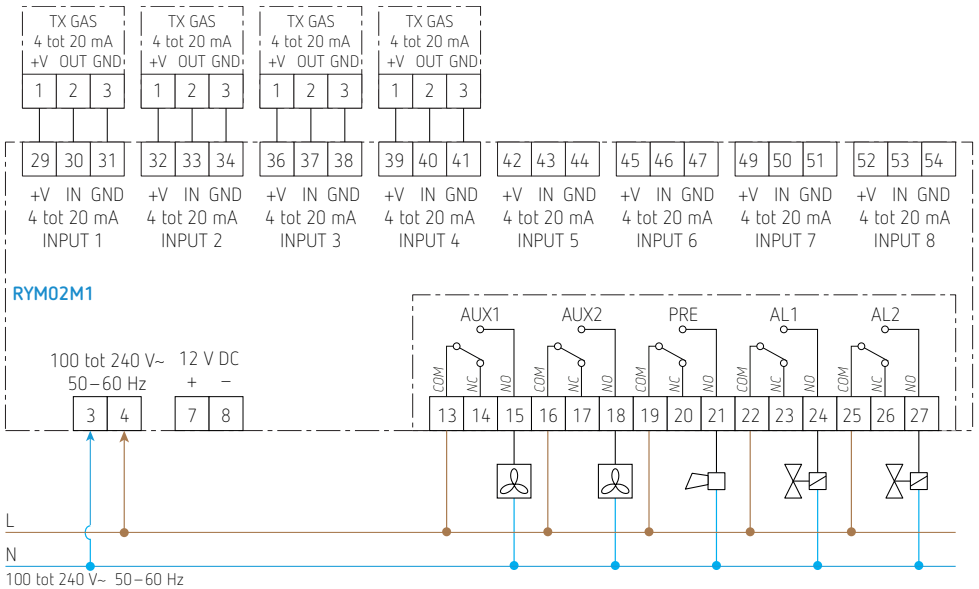 TX GAS TX GAS TX GAS TX GAS
4 tot 20 mA 4 tot 20 mA 4 tot 20 mA 4 tot 20 mA
+V OUT GND +V OUT GND +V OUT GND +V OUT GND
1 2 3 1 2 3 1 2 3 1 2 3
29 30 31 32 33 34 36 37 38 39 40 41 42 43 44 45 46 47 49 50 51 52 53 54
+V IN GND +V IN GND +V IN GND +V IN GND +V IN GND +V IN GND +V IN GND +V IN GND
4 tot 20 mA 4 tot 20 mA 4 tot 20 mA 4 tot 20 mA 4 tot 20 mA 4 tot 20 mA 4 tot 20 mA 4 tot 20 mA
INPUT 1 INPUT 2 INPUT 3 INPUT 4 INPUT 5 INPUT 6 INPUT 7 INPUT 8
RYM02M1
AUX1 AUX2 PRE AL1 AL2
100 tot 240 V~ 12 V DC
50–60 Hz + –
COM NC NO COM NC NO COM NC NO COM NC NO COM NC NO
3 4 7 8 13 14 15 16 17 18 19 20 21 22 23 24 25 26 27
L
N
100 tot 240 V~ 50–60 Hz